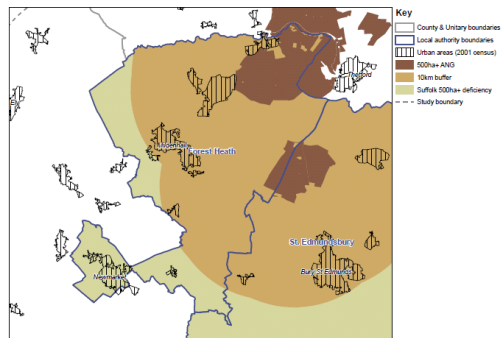 Key
County & Unitary boundaries
Local authority boundaries
Urban areas (2001 census)
500ha+ ANG
10km buffer
Suffolk 500ha+ deficiency
Study boundary
Thetford
Mildenhall
Forest Heath
St Edmundsbury
Newmarket
Bury St Edmunds